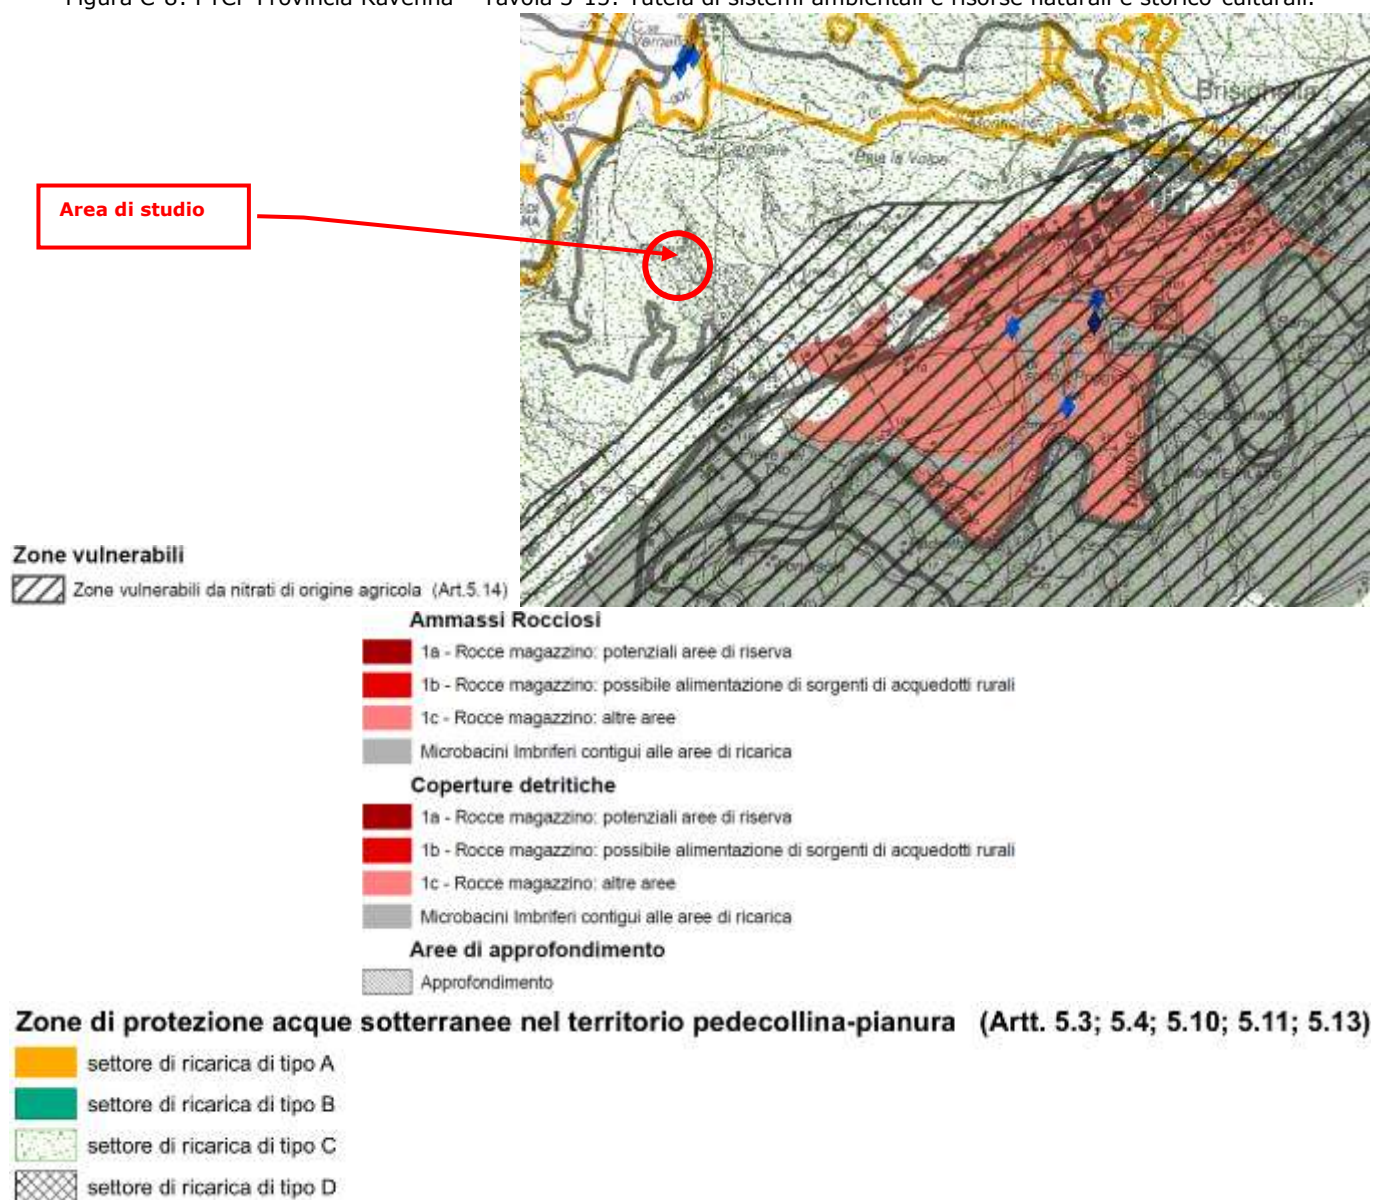 Figura C-8: PTCP Provincia Ravenna – Tavola 3-13: Tutela di sistemi ambientali e risorse naturali e storico-culturali.
Brisighella
C. del Cardinale
Area di studio
Zone vulnerabili
Zone vulnerabili da nitrati di origine agricola (Art.5.14)
Ammassi Rocciosi
1a - Rocce magazzino: potenziali aree di riserva
1b - Rocce magazzino: possibile alimentazione di sorgenti di acquedotti rurali
1c - Rocce magazzino: altre aree
Microbacini Imbriferi contigui alle aree di ricarica
Coperture detritiche
1a - Rocce magazzino: potenziali aree di riserva
1b - Rocce magazzino: possibile alimentazione di sorgenti di acquedotti rurali
1c - Rocce magazzino: altre aree
Microbacini Imbriferi contigui alle aree di ricarica
Aree di approfondimento
Approfondimento
Zone di protezione acque sotterranee nel territorio pedecollina-pianura (Artt. 5.3; 5.4; 5.10; 5.11; 5.13)
settore di ricarica di tipo A
settore di ricarica di tipo B
settore di ricarica di tipo C
settore di ricarica di tipo D